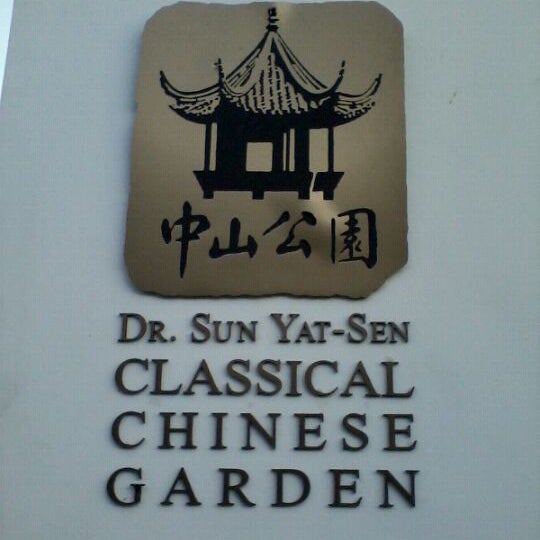 中山公園
DR. SUN YAT-SEN
CLASSICAL
CHINESE
GARDEN